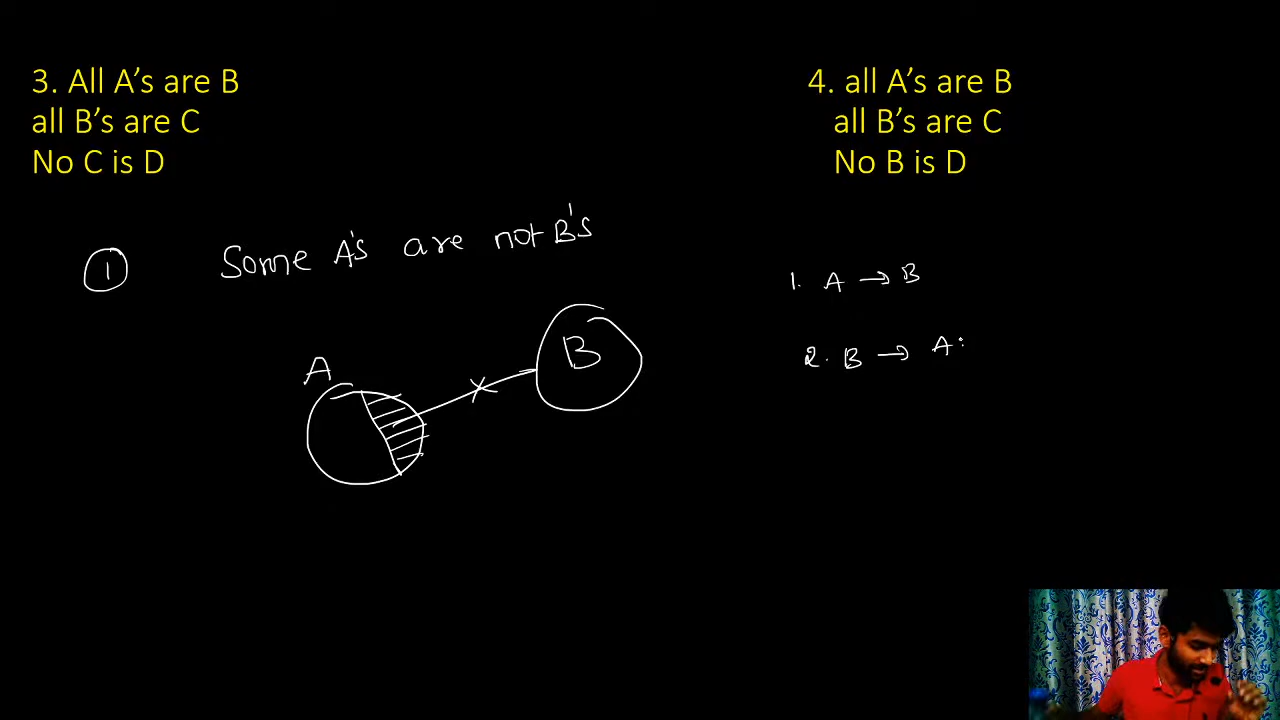 3. All A’s are B
all B’s are C
No C is D
4. all A’s are B
all B’s are C
No B is D
1 Some A's are not B's
A
B
1. A → B
2. B → A: